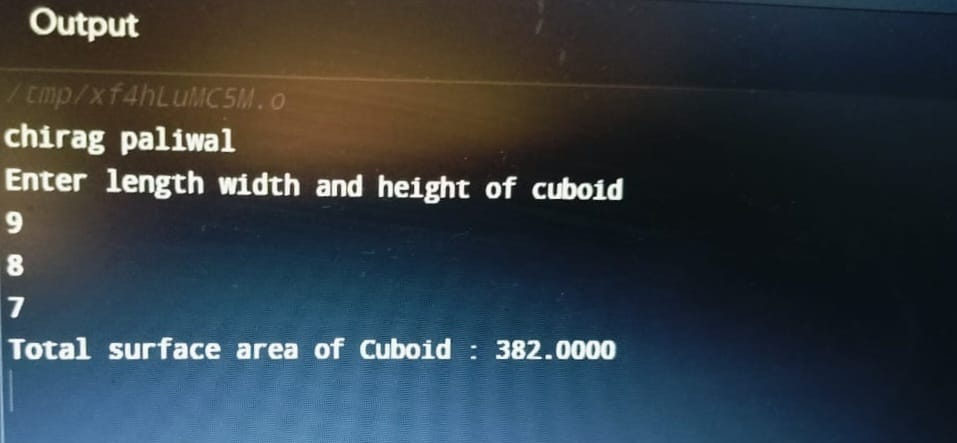 Output
/tmp/xf4hLuMC5M.o
chirag paliwal
Enter length width and height of cuboid
9
8
7
Total surface area of Cuboid : 382.0000